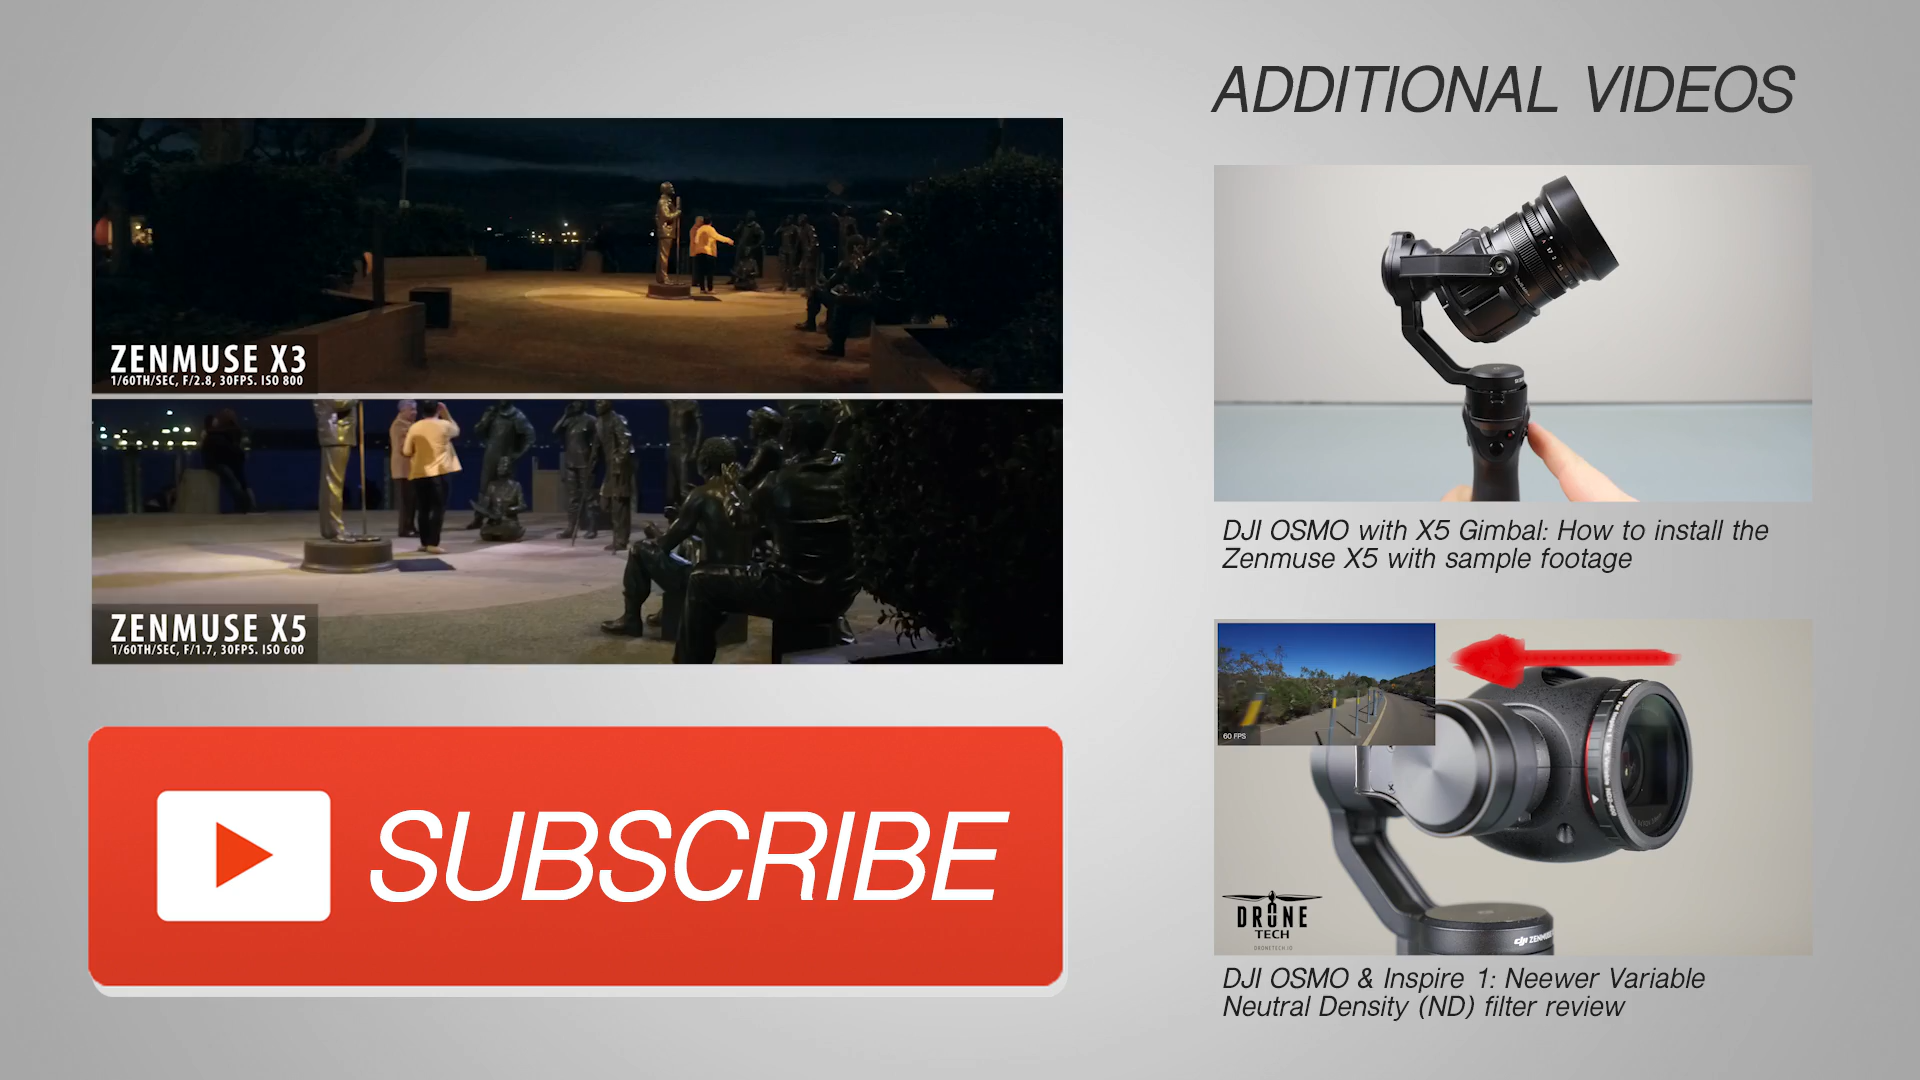 ADDITIONAL VIDEOS
ZENMUSE X3
1/60TH/SEC, F/2.8, 30FPS. ISO 800
ZENMUSE X5
1/60TH/SEC, F/1.7, 30FPS. ISO 600
SUBSCRIBE
DJI OSMO with X5 Gimbal: How to install the
Zenmuse X5 with sample footage
60 FPS
DRONE
TECH
DRONETECH.IO
DJI OSMO & Inspire 1: Neewer Variable
Neutral Density (ND) filter review